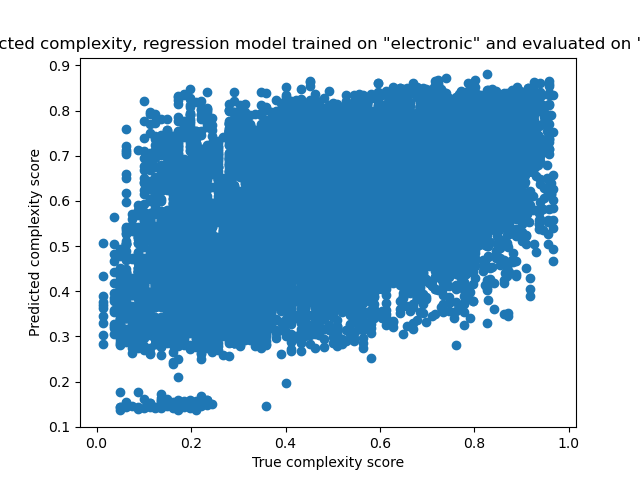 cted complexity, regression model trained on "electronic" and evaluated on "
0.9
0.8
0.7
0.6
0.5
0.4
0.3
0.2
0.1
Predicted complexity score
0.0 0.2 0.4 0.6 0.8 1.0
True complexity score